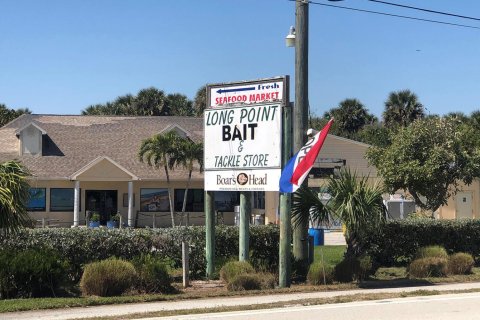 Fresh
SEAFOOD MARKET
LONG POINT
BAIT
&
TACKLE STORE
Boar's Head